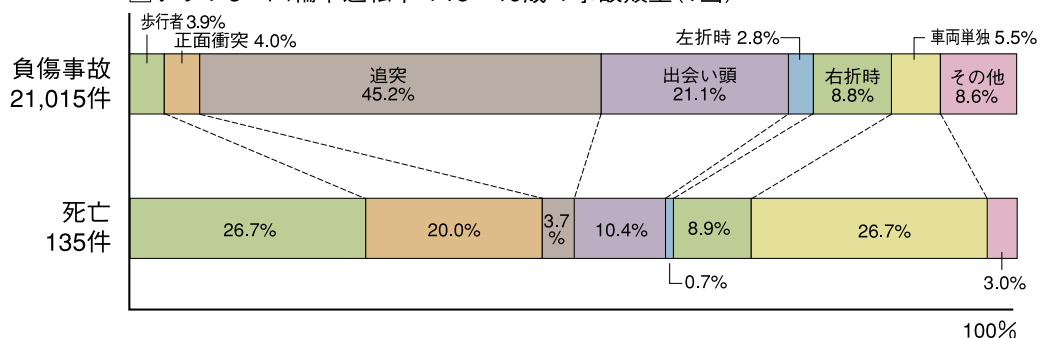 歩行者3.9%
正面衝突 4.0%
左折時 2.8%
車両単独 5.5%
負傷事故
21,015件
追突
45.2%
出会い頭
21.1%
右折時
8.8%
その他
8.6%
死亡
135件
26.7%
20.0%
3.7
%
10.4%
8.9%
26.7%
0.7%
3.0%
100%